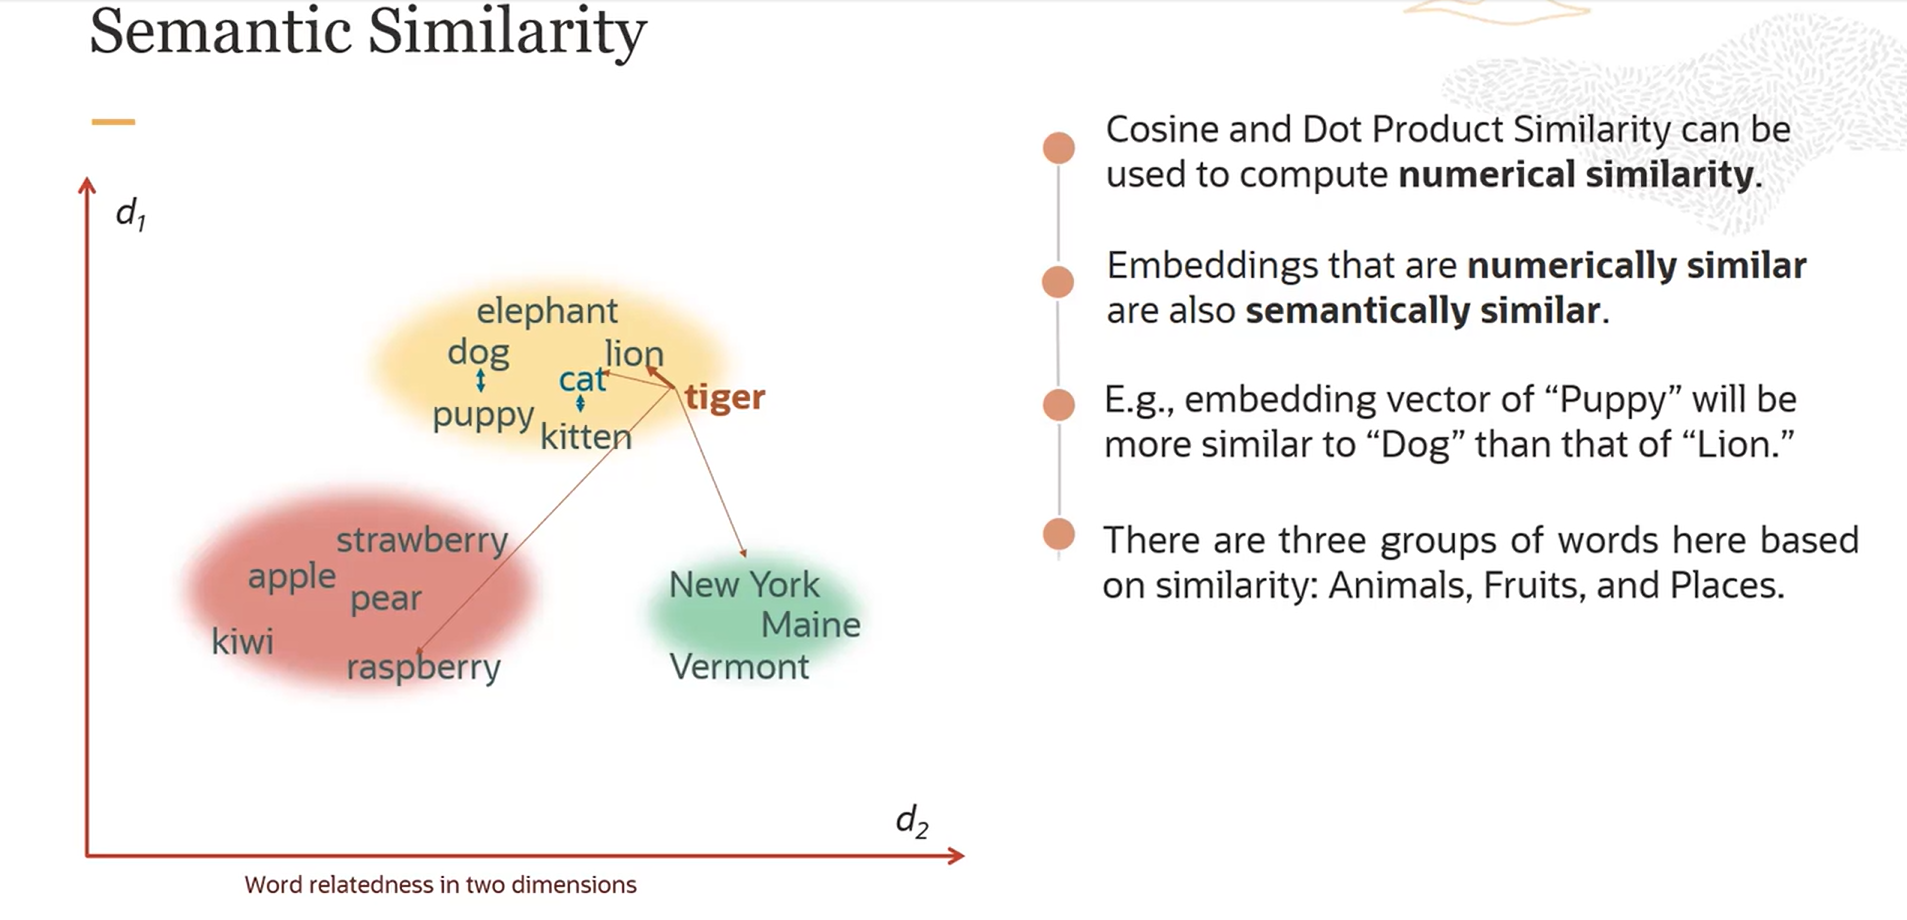 Semantic Similarity
d1
elephant
dog
lion
cat
tiger
puppy
kitten
strawberry
apple
pear
kiwi
raspberry
New York
Maine
Vermont
d2
Word relatedness in two dimensions
Cosine and Dot Product Similarity can be
used to compute numerical similarity.
Embeddings that are numerically similar
are also semantically similar.
E.g., embedding vector of “Puppy” will be
more similar to “Dog” than that of “Lion.”
There are three groups of words here based
on similarity: Animals, Fruits, and Places.